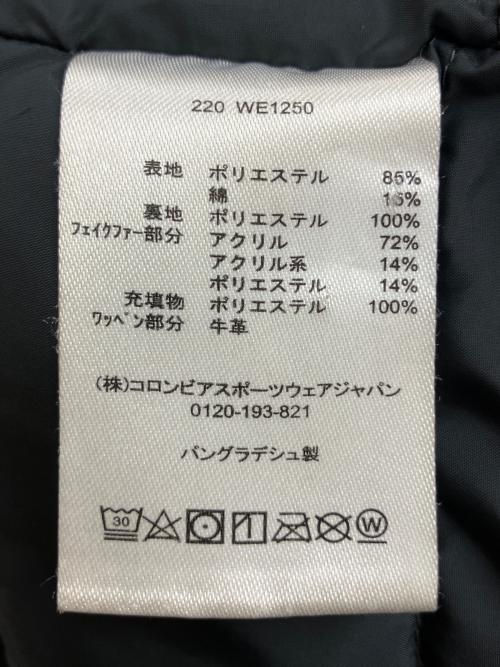 220 WE1250
表地 ポリエステル 85%
綿 15%
裏地 ポリエステル 100%
フェイクファー部分 アクリル 72%
アクリル系 14%
ポリエステル 14%
充填物 ポリエステル 100%
ワッペン部分 牛革
(株)コロンビアスポーツウェアジャパン
0120-193-821
バングラデシュ製
30 W